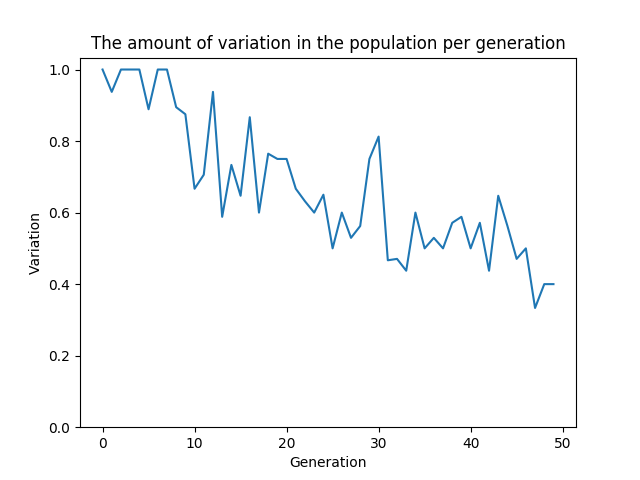 The amount of variation in the population per generation
1.0
0.8
0.6
0.4
0.2
0.0
Variation
0 10 20 30 40 50
Generation